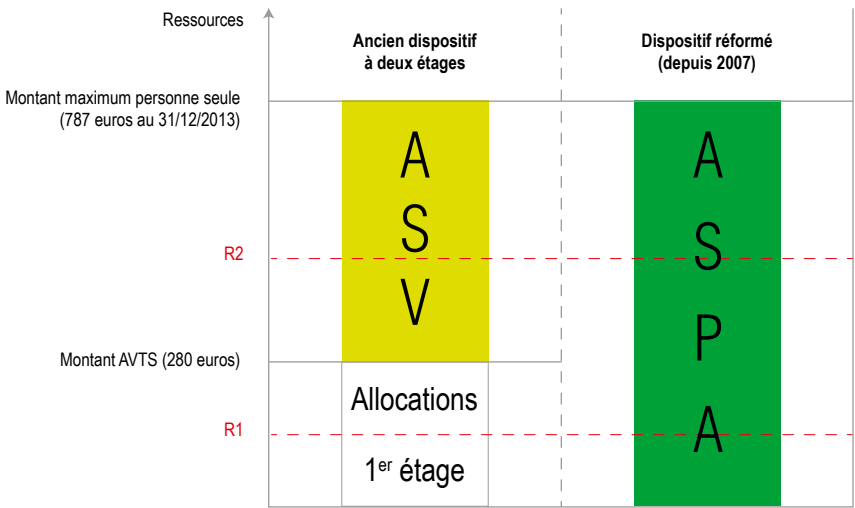 Ressources
Ancien dispositif
à deux étages
Dispositif réformé
(depuis 2007)
Montant maximum personne seule
(787 euros au 31/12/2013)
A
S
V
A
S
P
A
R2
Montant AVTS (280 euros)
Allocations
1er étage
R1